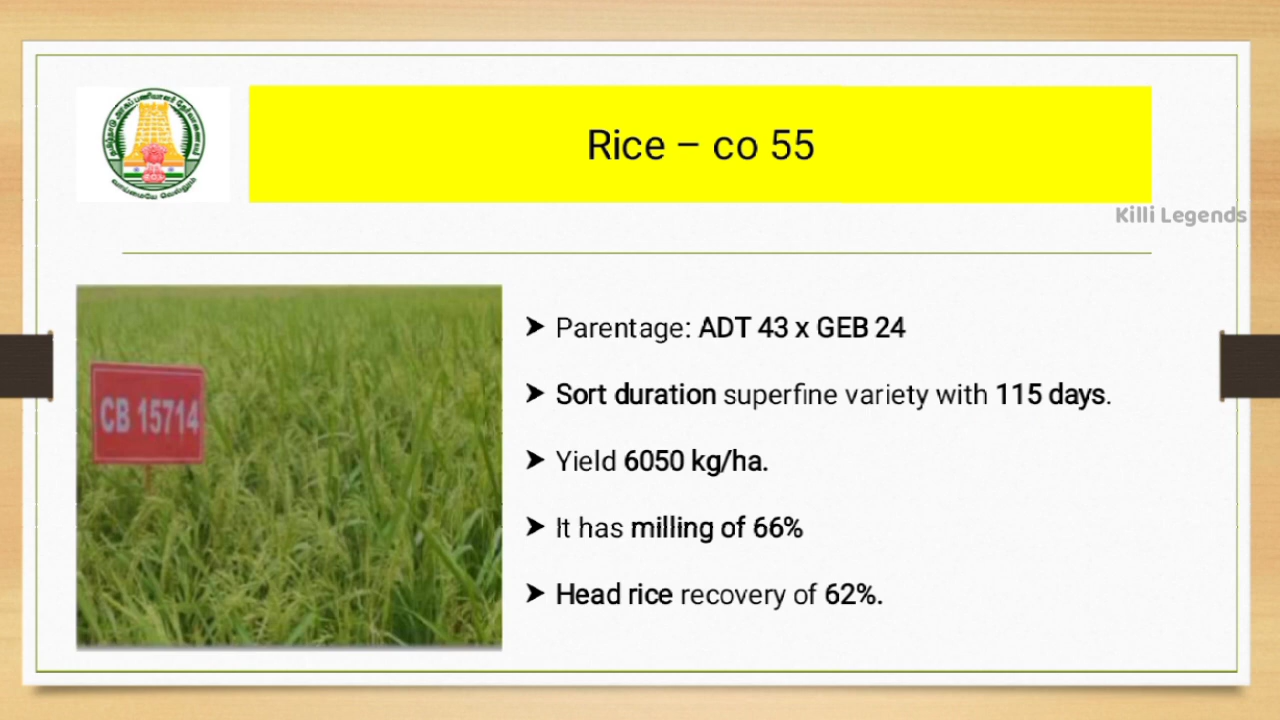 Rice – co 55
Killi Legends
CB 15714
➤ Parentage: ADT 43 x GEB 24
➤ Sort duration superfine variety with 115 days.
➤ Yield 6050 kg/ha.
➤ It has milling of 66%
➤ Head rice recovery of 62%.